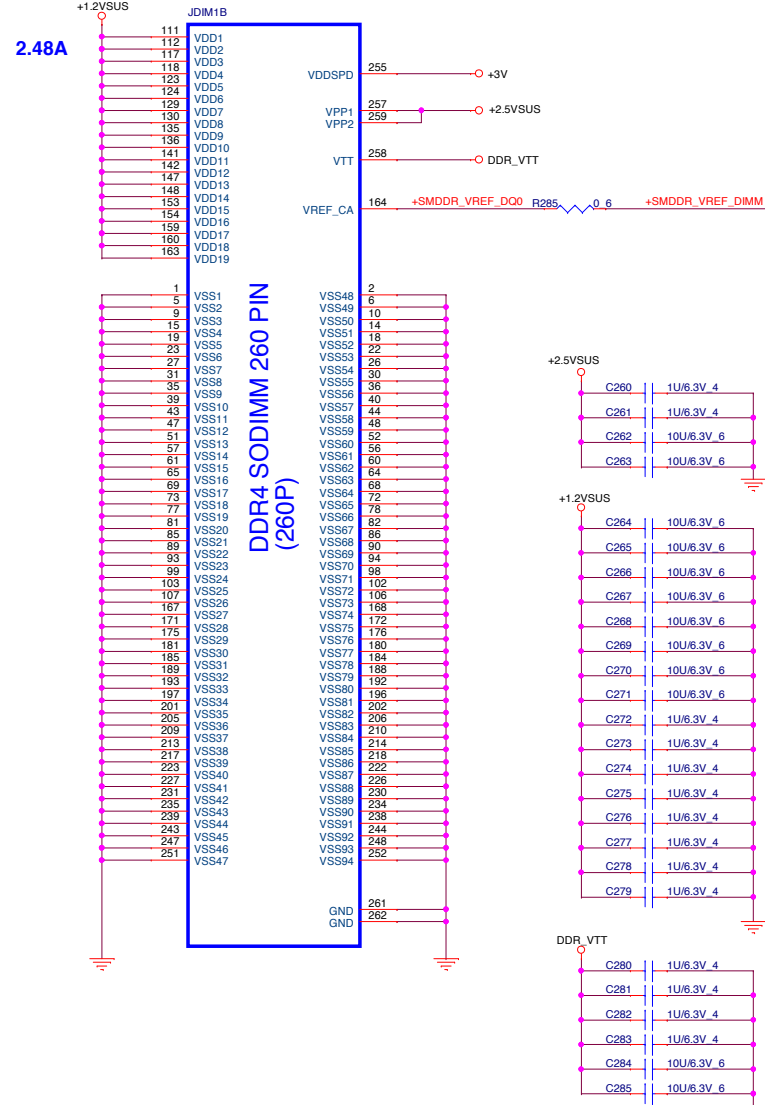 +1.2VSUS
JDIM1B
2.48A
111 VDD1
112 VDD2
117 VDD3
118 VDD4
123 VDD5
124 VDD6
129 VDD7
130 VDD8
135 VDD9
136 VDD10
141 VDD11
142 VDD12
147 VDD13
148 VDD14
153 VDD15
154 VDD16
159 VDD17
160 VDD18
163 VDD19
VDDSPD 255 +3V
VPP1 257 +2.5VSUS
VPP2 259
VTT 258 DDR_VTT
VREF_CA 164 +SMDDR_VREF_DQ0 R285 0_6 +SMDDR_VREF_DIMM
DDR4 SODIMM 260 PIN
(260P)
1 VSS1 VSS48 2
5 VSS2 VSS49 6
9 VSS3 VSS50 10
15 VSS4 VSS51 14
19 VSS5 VSS52 18
23 VSS6 VSS53 22
27 VSS7 VSS54 26
31 VSS8 VSS55 30
35 VSS9 VSS56 36
39 VSS10 VSS57 40
43 VSS11 VSS58 44
47 VSS12 VSS59 48
51 VSS13 VSS60 52
57 VSS14 VSS61 56
61 VSS15 VSS62 60
65 VSS16 VSS63 64
69 VSS17 VSS64 68
73 VSS18 VSS65 72
77 VSS19 VSS66 78
81 VSS20 VSS67 82
85 VSS21 VSS68 86
89 VSS22 VSS69 90
93 VSS23 VSS70 94
99 VSS24 VSS71 98
103 VSS25 VSS72 102
107 VSS26 VSS73 106
167 VSS27 VSS74 168
171 VSS28 VSS75 172
175 VSS29 VSS76 176
181 VSS30 VSS77 180
185 VSS31 VSS78 184
189 VSS32 VSS79 188
193 VSS33 VSS80 192
197 VSS34 VSS81 196
201 VSS35 VSS82 202
205 VSS36 VSS83 206
209 VSS37 VSS84 210
213 VSS38 VSS85 214
217 VSS39 VSS86 218
223 VSS40 VSS87 222
227 VSS41 VSS88 226
231 VSS42 VSS89 230
235 VSS43 VSS90 234
239 VSS44 VSS91 238
243 VSS45 VSS92 244
247 VSS46 VSS93 248
251 VSS47 VSS94 252
GND 261
GND 262
+2.5VSUS
C260 1U/6.3V_4
C261 1U/6.3V_4
C262 10U/6.3V_6
C263 10U/6.3V_6
+1.2VSUS
C264 10U/6.3V_6
C265 10U/6.3V_6
C266 10U/6.3V_6
C267 10U/6.3V_6
C268 10U/6.3V_6
C269 10U/6.3V_6
C270 10U/6.3V_6
C271 10U/6.3V_6
C272 1U/6.3V_4
C273 1U/6.3V_4
C274 1U/6.3V_4
C275 1U/6.3V_4
C276 1U/6.3V_4
C277 1U/6.3V_4
C278 1U/6.3V_4
C279 1U/6.3V_4
DDR_VTT
C280 1U/6.3V_4
C281 1U/6.3V_4
C282 1U/6.3V_4
C283 1U/6.3V_4
C284 10U/6.3V_6
C285 10U/6.3V_6